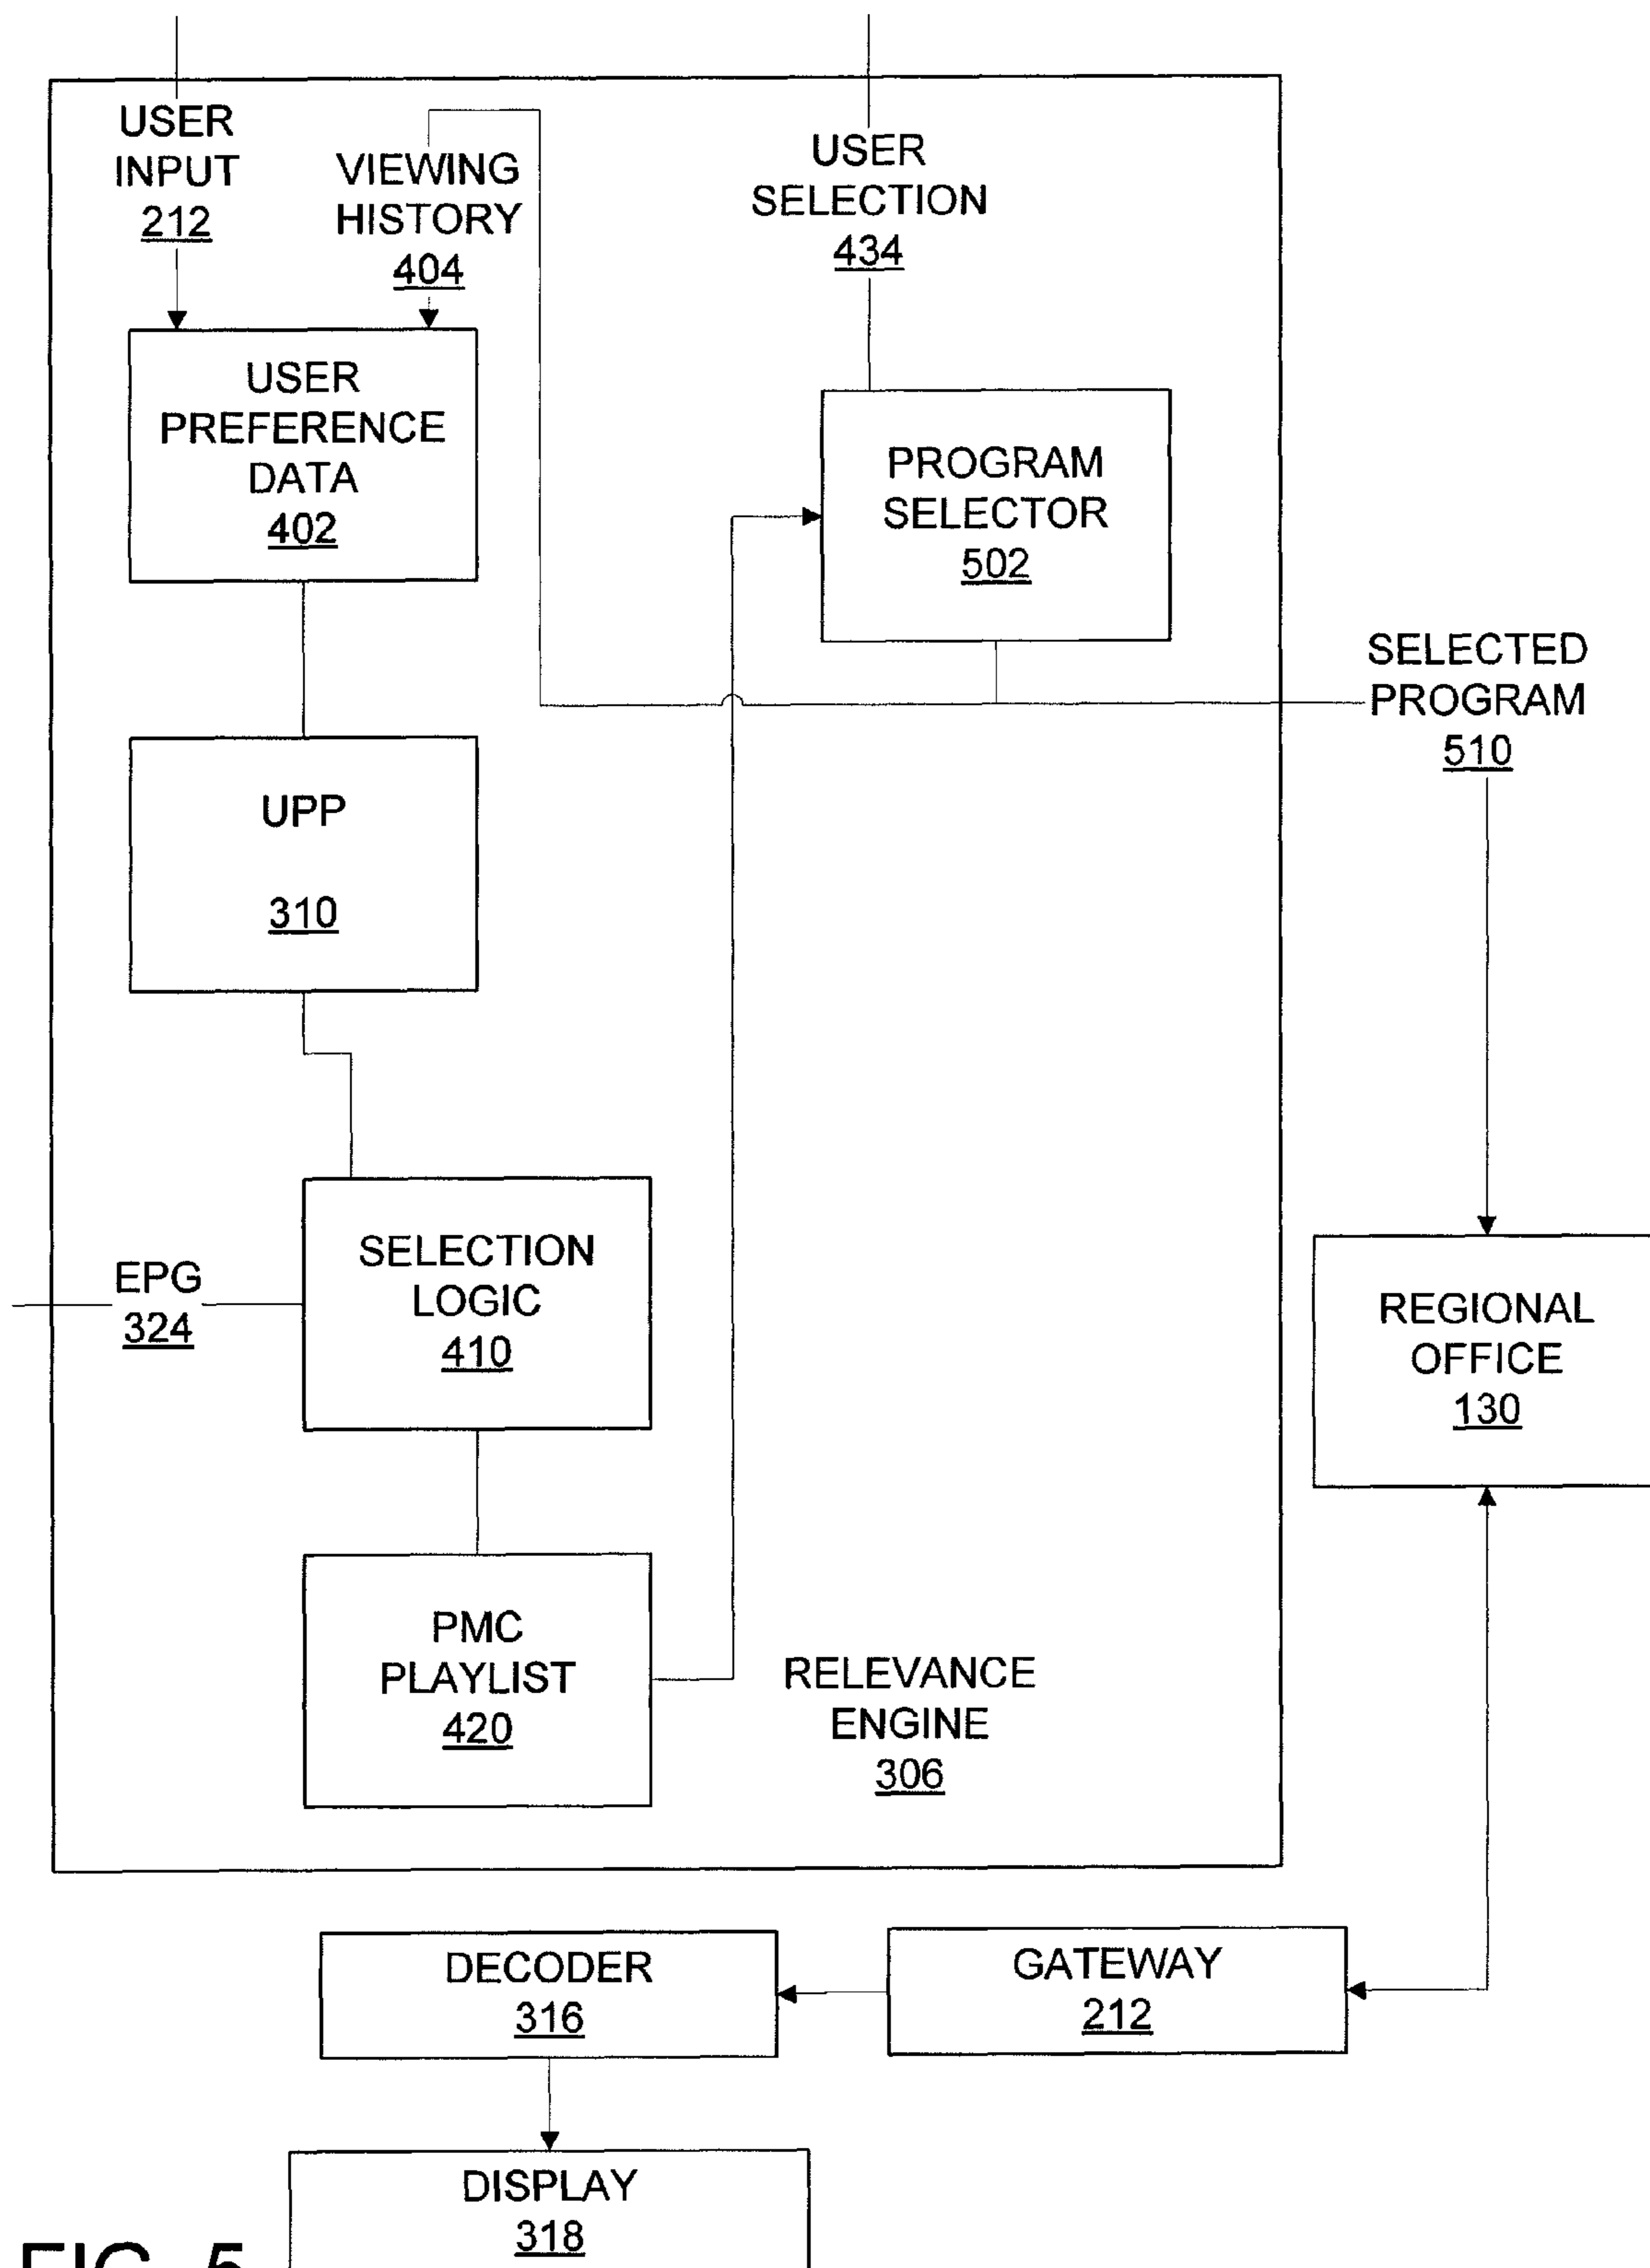 USER
INPUT
212
VIEWING
HISTORY
404
USER
SELECTION
434
USER
PREFERENCE
DATA
402
PROGRAM
SELECTOR
502
SELECTED
PROGRAM
510
UPP
310
EPG
324
SELECTION
LOGIC
410
REGIONAL
OFFICE
130
PMC
PLAYLIST
420
RELEVANCE
ENGINE
306
DECODER
316
GATEWAY
212
DISPLAY
318
FIG. 5